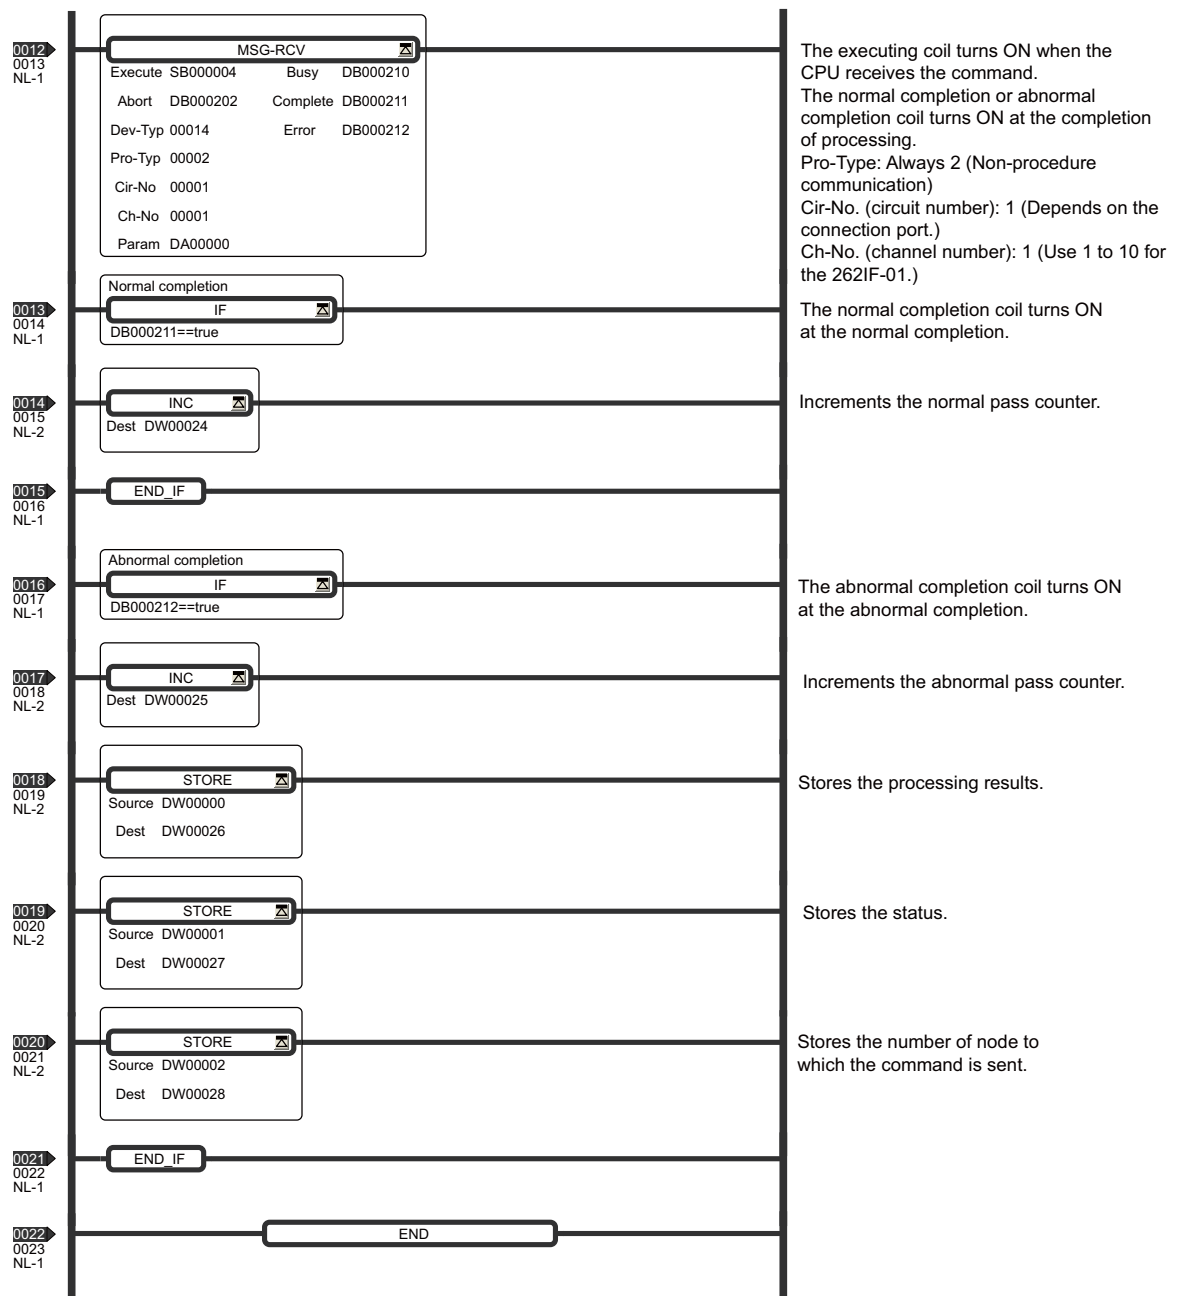 0012
0013
NL-1
MSG-RCV
Execute SB000004 Busy DB000210
Abort DB000202 Complete DB000211
Dev-Typ 00014 Error DB000212
Pro-Typ 00002
Cir-No 00001
Ch-No 00001
Param DA00000
The executing coil turns ON when the
CPU receives the command.
The normal completion or abnormal
completion coil turns ON at the completion
of processing.
Pro-Type: Always 2 (Non-procedure
communication)
Cir-No. (circuit number): 1 (Depends on the
connection port.)
Ch-No. (channel number): 1 (Use 1 to 10 for
the 262IF-01.)
0013
0014
NL-1
Normal completion
IF
DB000211==true
The normal completion coil turns ON
at the normal completion.
0014
0015
NL-2
INC
Dest DW00024
Increments the normal pass counter.
0015
0016
NL-1
END_IF
0016
0017
NL-1
Abnormal completion
IF
DB000212==true
The abnormal completion coil turns ON
at the abnormal completion.
0017
0018
NL-2
INC
Dest DW00025
Increments the abnormal pass counter.
0018
0019
NL-2
STORE
Source DW00000
Dest DW00026
Stores the processing results.
0019
0020
NL-2
STORE
Source DW00001
Dest DW00027
Stores the status.
0020
0021
NL-2
STORE
Source DW00002
Dest DW00028
Stores the number of node to
which the command is sent.
0021
0022
NL-1
END_IF
0022
0023
NL-1
END